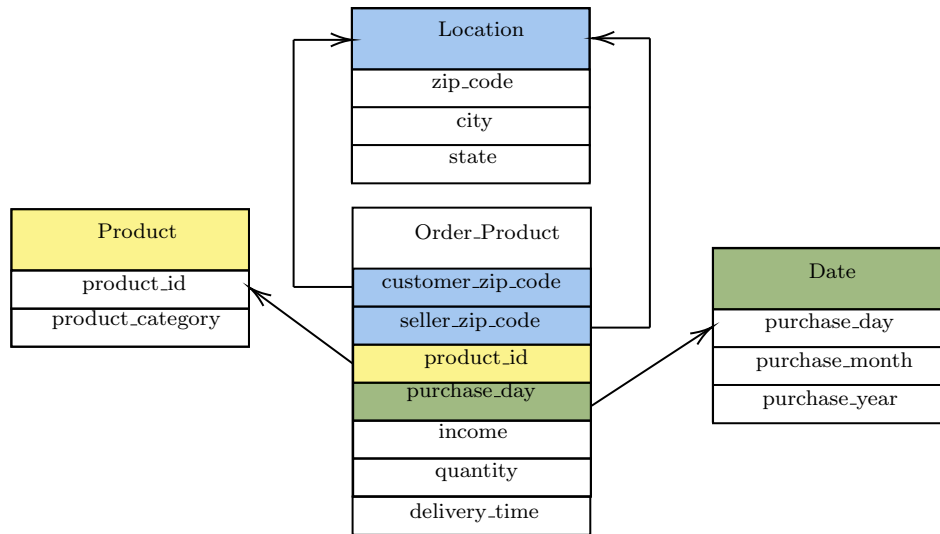 Location
zip_code
city
state
Product
product_id
product_category
Order_Product
customer_zip_code
seller_zip_code
product_id
purchase_day
income
quantity
delivery_time
Date
purchase_day
purchase_month
purchase_year